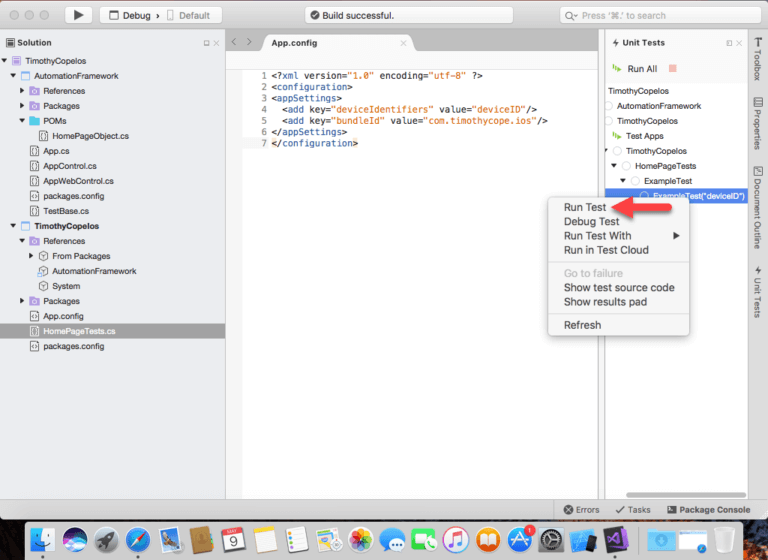 Debug
Default
Build successful.
Press '⌘.' to search
Solution
TimothyCopelos
AutomationFramework
References
Packages
POMs
HomePageObject.cs
App.cs
AppControl.cs
AppWebControl.cs
packages.config
TestBase.cs
TimothyCopelos
References
From Packages
AutomationFramework
System
Packages
App.config
HomePageTests.cs
packages.config
App.config
1 <?xml version="1.0" encoding="utf-8" ?>
2 <configuration>
3 <appSettings>
4 <add key="deviceIdentifiers" value="deviceID"/>
5 <add key="bundleId" value="com.timothycope.ios"/>
6 </appSettings>
7 </configuration>
Unit Tests
Run All
TimothyCopelos
AutomationFramework
TimothyCopelos
Test Apps
TimothyCopelos
HomePageTests
ExampleTest
ExampleTest("deviceID")
Run Test
Debug Test
Run Test With
Run in Test Cloud
Go to failure
Show test source code
Show results pad
Refresh
Toolbox
Properties
Document Outline
Unit Tests
Errors
Tasks
Package Console
9
1